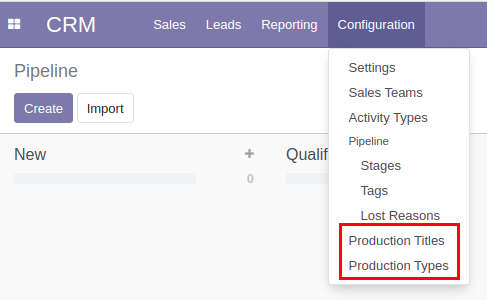 CRM Sales Leads Reporting Configuration
Pipeline
Create Import
New 0
Qualif
Settings
Sales Teams
Activity Types
Pipeline
Stages
Tags
Lost Reasons
Production Titles
Production Types